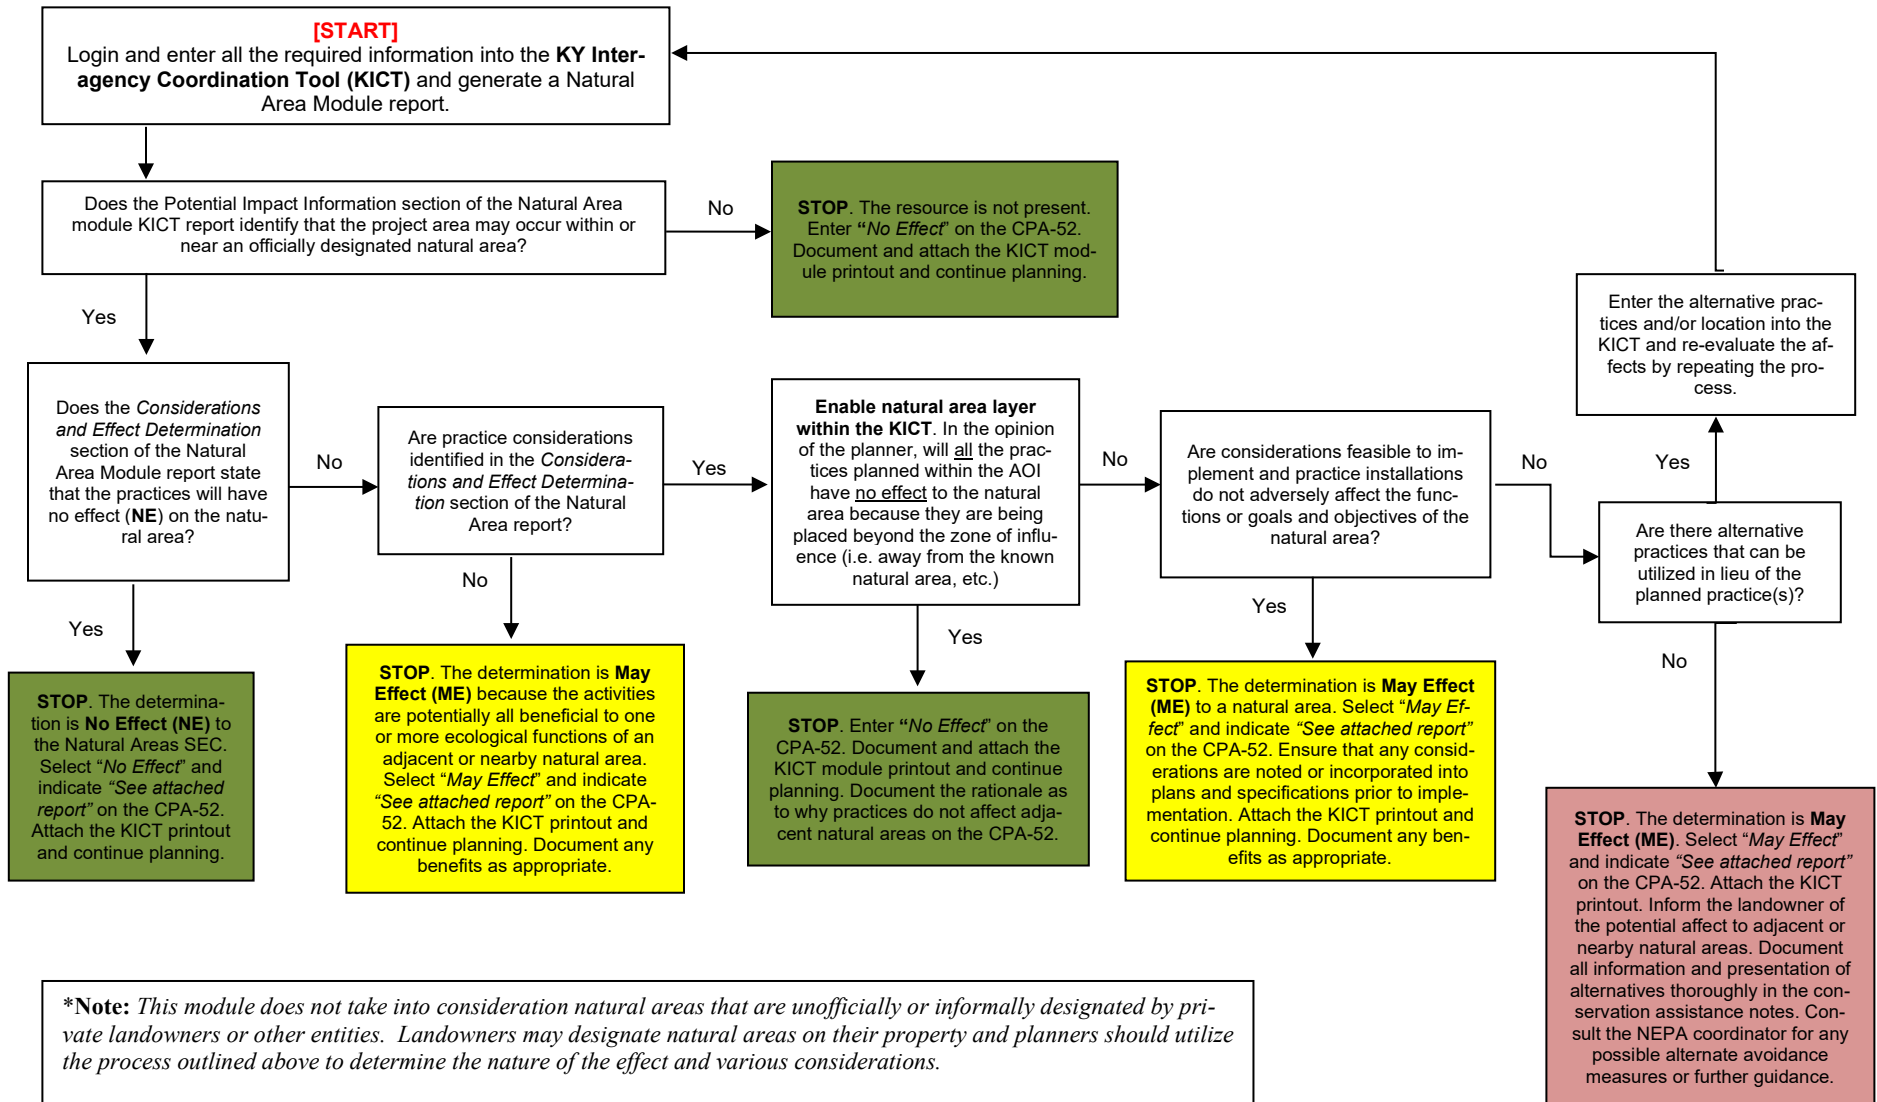 [START]
Login and enter all the required information into the KY Inter-
agency Coordination Tool (KICT) and generate a Natural
Area Module report.
Does the Potential Impact Information section of the Natural Area
module KICT report identify that the project area may occur within or
near an officially designated natural area?
No
STOP. The resource is not present.
Enter “No Effect” on the CPA-52.
Document and attach the KICT mod-
ule printout and continue planning.
Yes
Does the Considerations
and Effect Determination
section of the Natural
Area Module report state
that the practices will have
no effect (NE) on the natu-
ral area?
No
Are practice considerations
identified in the Considera-
tions and Effect Determina-
tion section of the Natural
Area report?
Yes
Enable natural area layer
within the KICT. In the opinion
of the planner, will all the prac-
tices planned within the AOI
have no effect to the natural
area because they are being
placed beyond the zone of influ-
ence (i.e. away from the known
natural area, etc.)
No
Are considerations feasible to im-
plement and practice installations
do not adversely affect the func-
tions or goals and objectives of the
natural area?
No
Are there alternative
practices that can be
utilized in lieu of the
planned practice(s)?
Yes
Enter the alternative prac-
tices and/or location into the
KICT and re-evaluate the af-
fects by repeating the pro-
cess.
Yes
STOP. The determina-
tion is No Effect (NE) to
the Natural Areas SEC.
Select “No Effect” and
indicate “See attached
report” on the CPA-52.
Attach the KICT printout
and continue planning.
No
STOP. The determination is May
Effect (ME) because the activities
are potentially all beneficial to one
or more ecological functions of an
adjacent or nearby natural area.
Select “May Effect” and indicate
“See attached report” on the CPA-
52. Attach the KICT printout and
continue planning. Document any
benefits as appropriate.
Yes
STOP. Enter “No Effect” on the
CPA-52. Document and attach the
KICT module printout and continue
planning. Document the rationale as
to why practices do not affect adja-
cent natural areas on the CPA-52.
Yes
STOP. The determination is May Effect
(ME) to a natural area. Select “May Ef-
fect” and indicate “See attached report”
on the CPA-52. Ensure that any consid-
erations are noted or incorporated into
plans and specifications prior to imple-
mentation. Attach the KICT printout and
continue planning. Document any ben-
efits as appropriate.
No
STOP. The determination is May
Effect (ME). Select “May Effect”
and indicate “See attached report”
on the CPA-52. Attach the KICT
printout. Inform the landowner of
the potential affect to adjacent or
nearby natural areas. Document
all information and presentation of
alternatives thoroughly in the con-
servation assistance notes. Con-
sult the NEPA coordinator for any
possible alternate avoidance
measures or further guidance.
*Note: This module does not take into consideration natural areas that are unofficially or informally designated by pri-
vate landowners or other entities.  Landowners may designate natural areas on their property and planners should utilize
the process outlined above to determine the nature of the effect and various considerations.